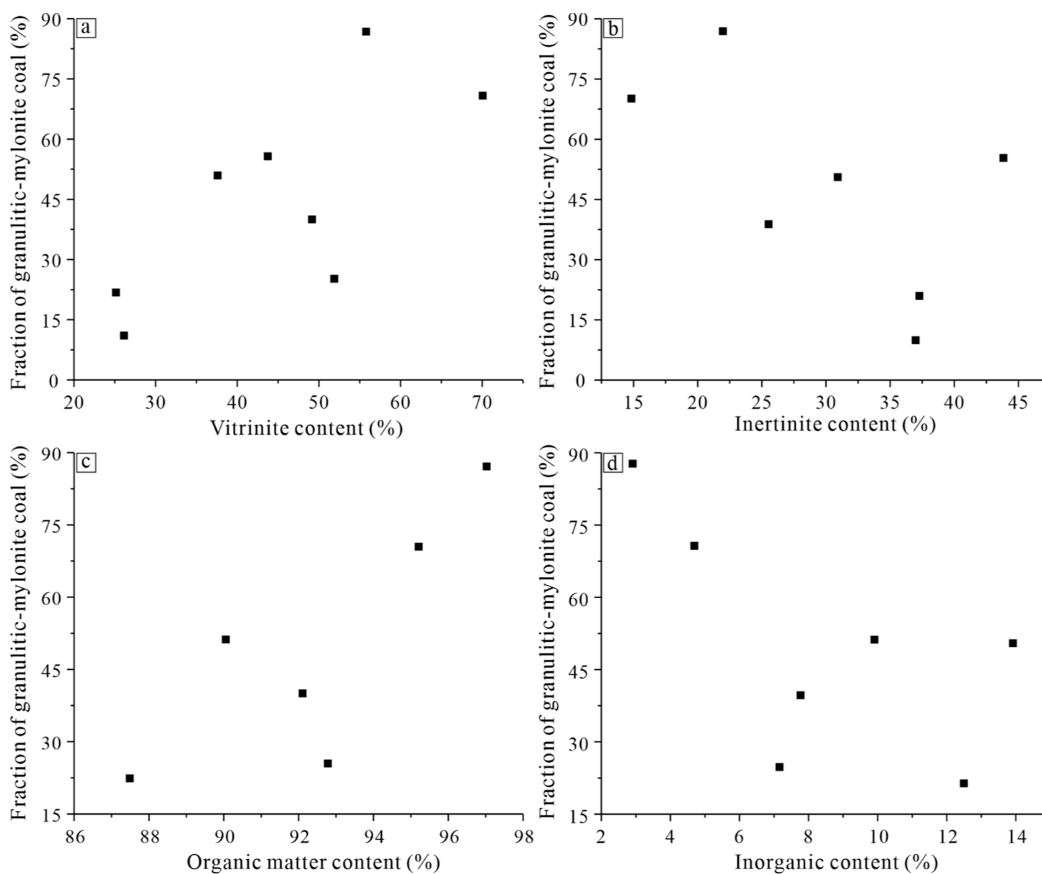 a
Fraction of granulitic-mylonite coal (%)
90
75
60
45
30
15
0
20 30 40 50 60 70
Vitrinite content (%)
b
Fraction of granulitic-mylonite coal (%)
90
75
60
45
30
15
0
15 20 25 30 35 40 45
Inertinite content (%)
c
Fraction of granulitic-mylonite coal (%)
90
75
60
45
30
15
86 88 90 92 94 96 98
Organic matter content (%)
d
Fraction of granulitic-mylonite coal (%)
90
75
60
45
30
15
2 4 6 8 10 12 14
Inorganic content (%)